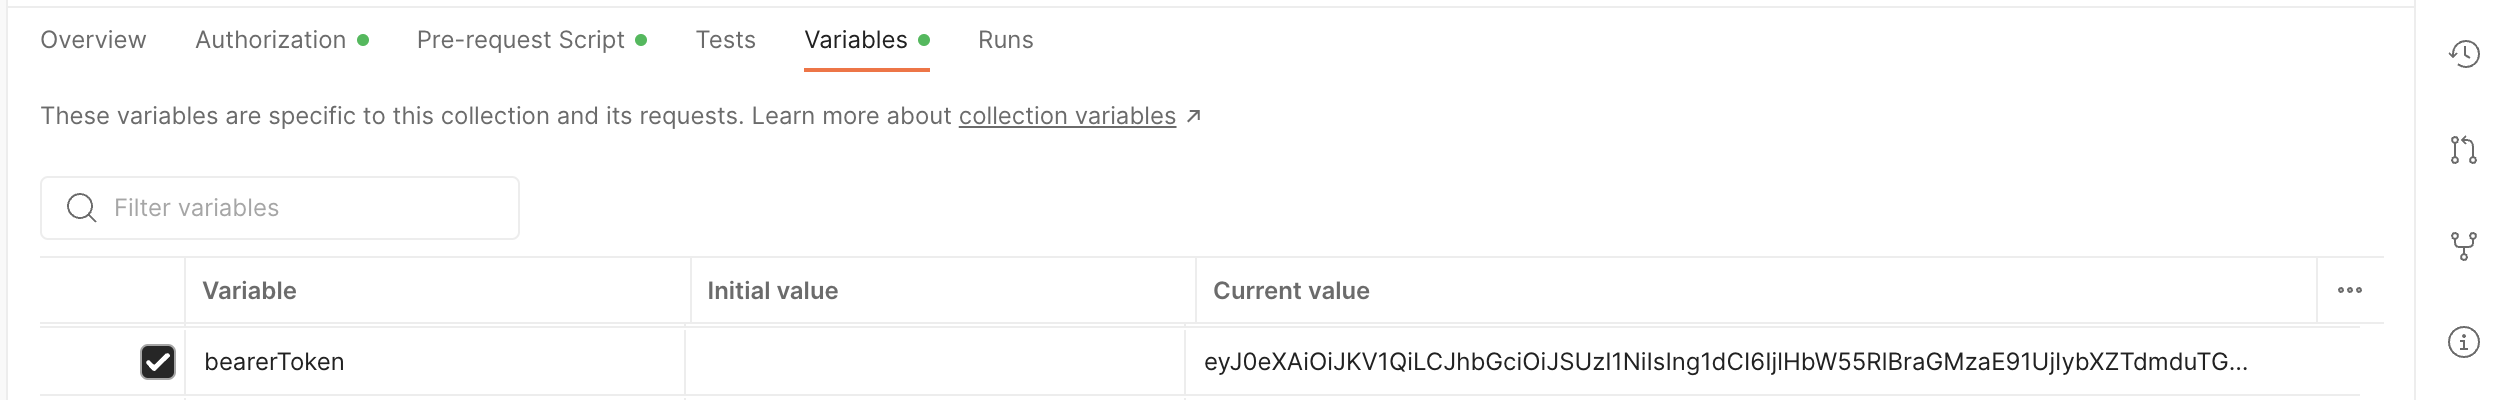 Overview Authorization Pre-request Script Tests Variables Runs
These variables are specific to this collection and its requests. Learn more about collection variables ↗
Filter variables
Variable Initial value Current value
bearerToken eyJ0eXAiOiJKV1QiLCJhbGciOiJSUzI1NiIsIng1dCI6IjlHbW55RlBraGMzaE91UjlybXZTdmduTG...